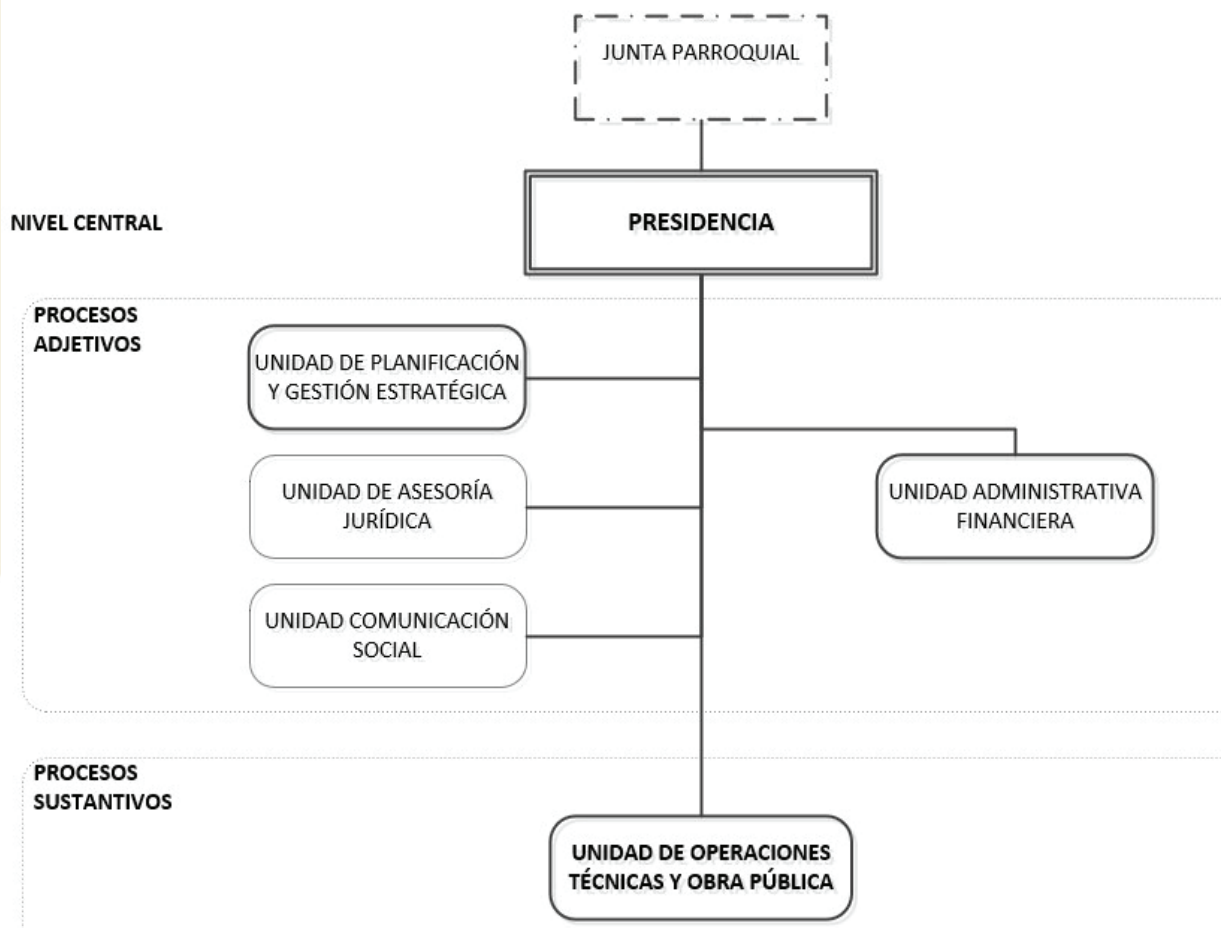 JUNTA PARROQUIAL
NIVEL CENTRAL
PRESIDENCIA
PROCESOS
ADJETIVOS
UNIDAD DE PLANIFICACIÓN
Y GESTIÓN ESTRATÉGICA
UNIDAD DE ASESORÍA
JURÍDICA
UNIDAD ADMINISTRATIVA
FINANCIERA
UNIDAD COMUNICACIÓN
SOCIAL
PROCESOS
SUSTANTIVOS
UNIDAD DE OPERACIONES
TÉCNICAS Y OBRA PÚBLICA